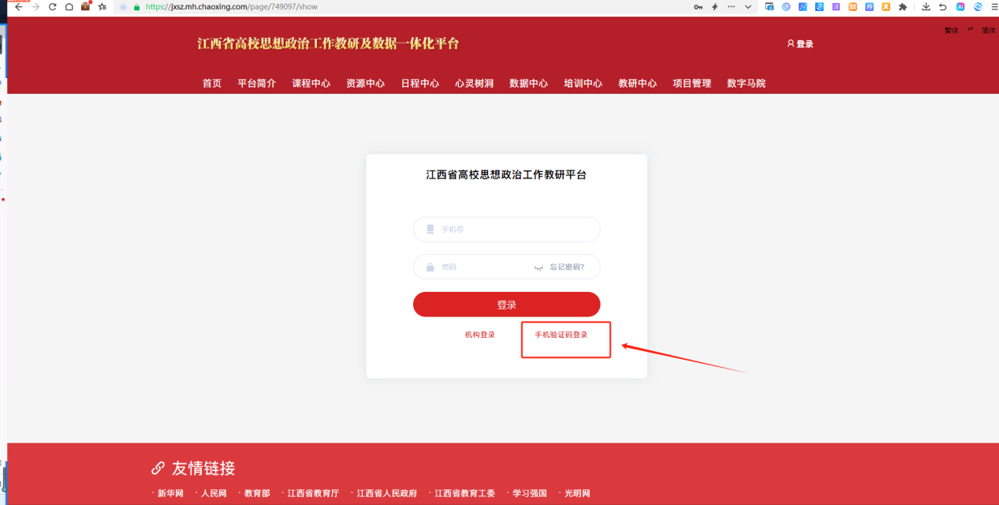 https://jxsz.mh.chaoxing.com/page/749097/show
繁体 简体
江西省高校思想政治工作教研及数据一体化平台
登录
首页 平台简介 课程中心 资源中心 日程中心 心灵树洞 数据中心 培训中心 教研中心 项目管理 数字马院
江西省高校思想政治工作教研平台
手机号
密码 忘记密码?
登录
机构登录 手机验证码登录
友情链接
· 新华网 · 人民网 · 教育部 · 江西省教育厅 · 江西省人民政府 · 江西省教育工委 · 学习强国 · 光明网